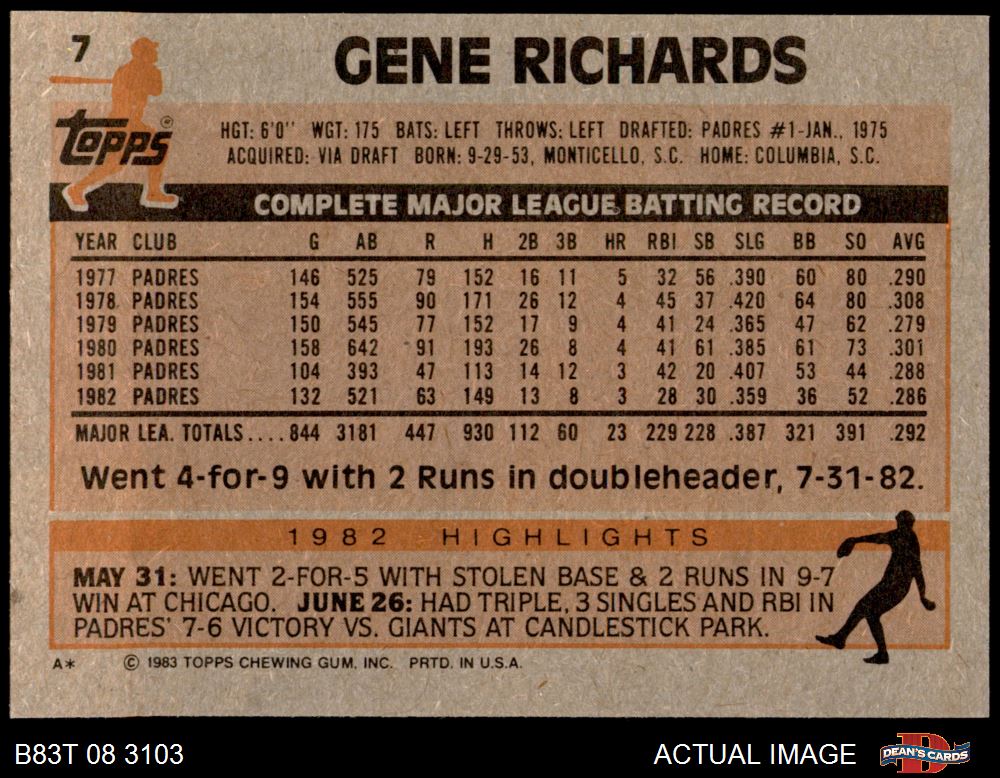 7
GENE RICHARDS
Topps®
HGT: 6'0" WGT: 175 BATS: LEFT THROWS: LEFT DRAFTED: PADRES #1-JAN., 1975
ACQUIRED: VIA DRAFT BORN: 9-29-53, MONTICELLO, S.C. HOME: COLUMBIA, S.C.
COMPLETE MAJOR LEAGUE BATTING RECORD
YEAR CLUB G AB R H 2B 3B HR RBI SB SLG BB SO AVG
1977 PADRES 146 525 79 152 16 11 5 32 56 .390 60 80 .290
1978 PADRES 154 555 90 171 26 12 4 45 37 .420 64 80 .308
1979 PADRES 150 545 77 152 17 9 4 41 24 .365 47 62 .279
1980 PADRES 158 642 91 193 26 8 4 41 61 .385 61 73 .301
1981 PADRES 104 393 47 113 14 12 3 42 20 .407 53 44 .288
1982 PADRES 132 521 63 149 13 8 3 28 30 .359 36 52 .286
MAJOR LEA. TOTALS.... 844 3181 447 930 112 60 23 229 228 .387 321 391 .292
Went 4-for-9 with 2 Runs in doubleheader, 7-31-82.
1982 HIGHLIGHTS
MAY 31: WENT 2-FOR-5 WITH STOLEN BASE & 2 RUNS IN 9-7
WIN AT CHICAGO. JUNE 26: HAD TRIPLE, 3 SINGLES AND RBI IN
PADRES' 7-6 VICTORY VS. GIANTS AT CANDLESTICK PARK.
A* © 1983 TOPPS CHEWING GUM, INC. PRTD. IN U.S.A.
B83T 08 3103 ACTUAL IMAGE DEAN'S CARDS